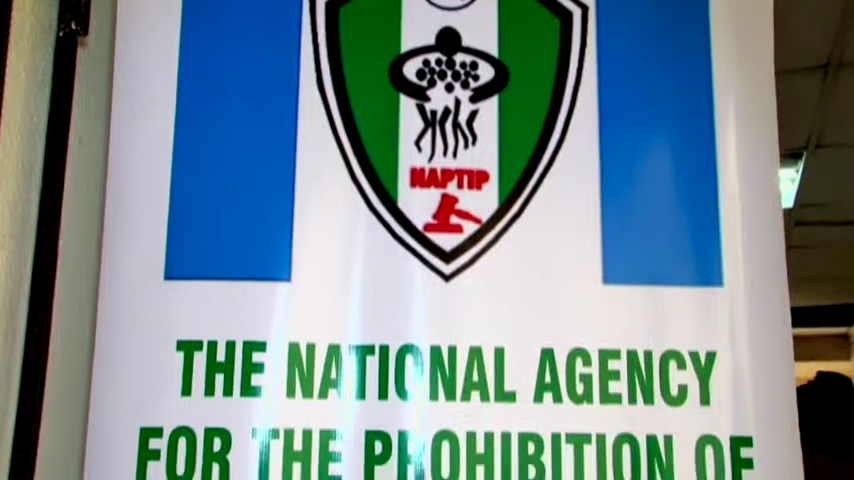 NAPTIP
THE NATIONAL AGENCY
FOR THE PROHIBITION OF